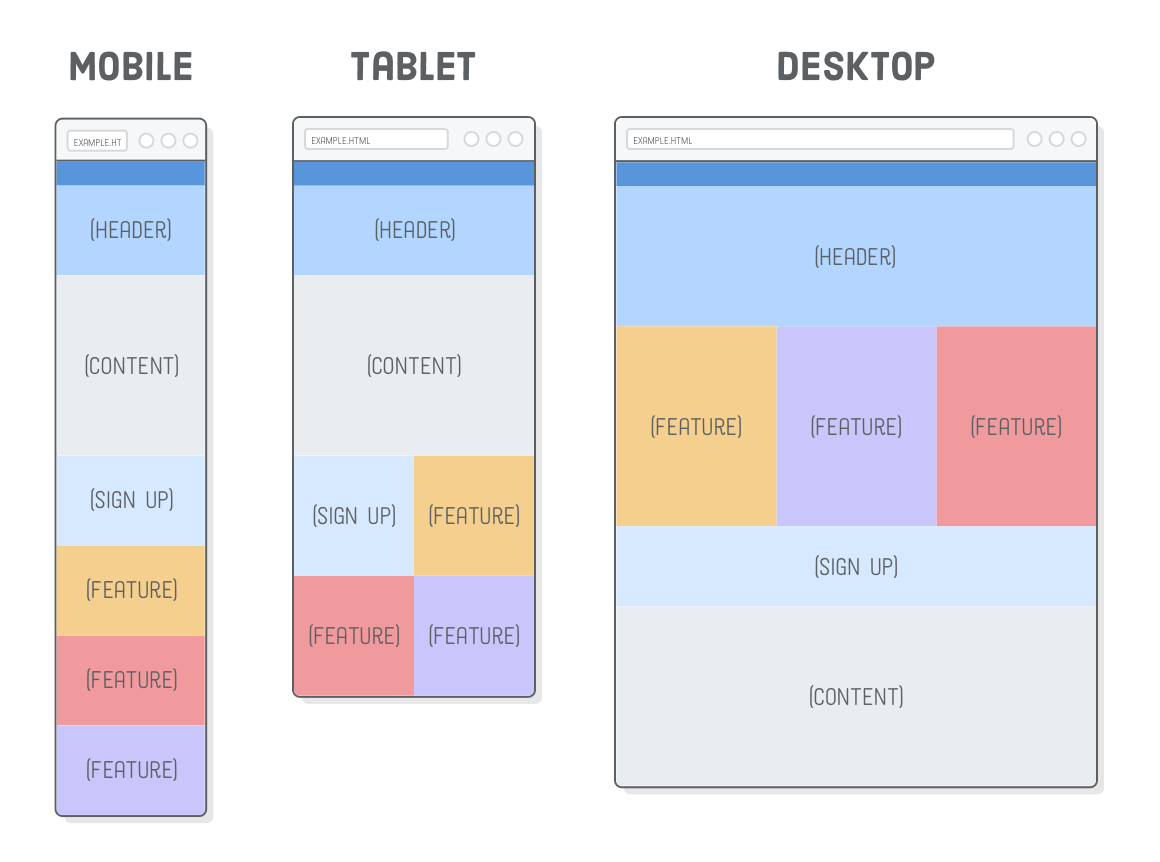 MOBILE
EXAMPLE.HT
(HEADER)
(CONTENT)
(SIGN UP)
(FEATURE)
(FEATURE)
(FEATURE)
TABLET
EXAMPLE.HTML
(HEADER)
(CONTENT)
(SIGN UP) (FEATURE)
(FEATURE) (FEATURE)
DESKTOP
EXAMPLE.HTML
(HEADER)
(FEATURE) (FEATURE) (FEATURE)
(SIGN UP)
(CONTENT)